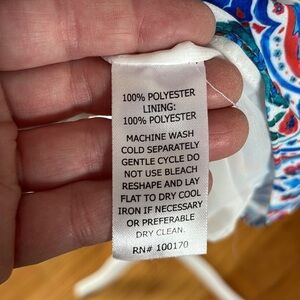 100% POLYESTER
LINING:
100% POLYESTER
MACHINE WASH
COLD SEPARATELY
GENTLE CYCLE DO
NOT USE BLEACH
RESHAPE AND LAY
FLAT TO DRY COOL
IRON IF NECESSARY
OR PREFERABLE
DRY CLEAN.
RN# 100170